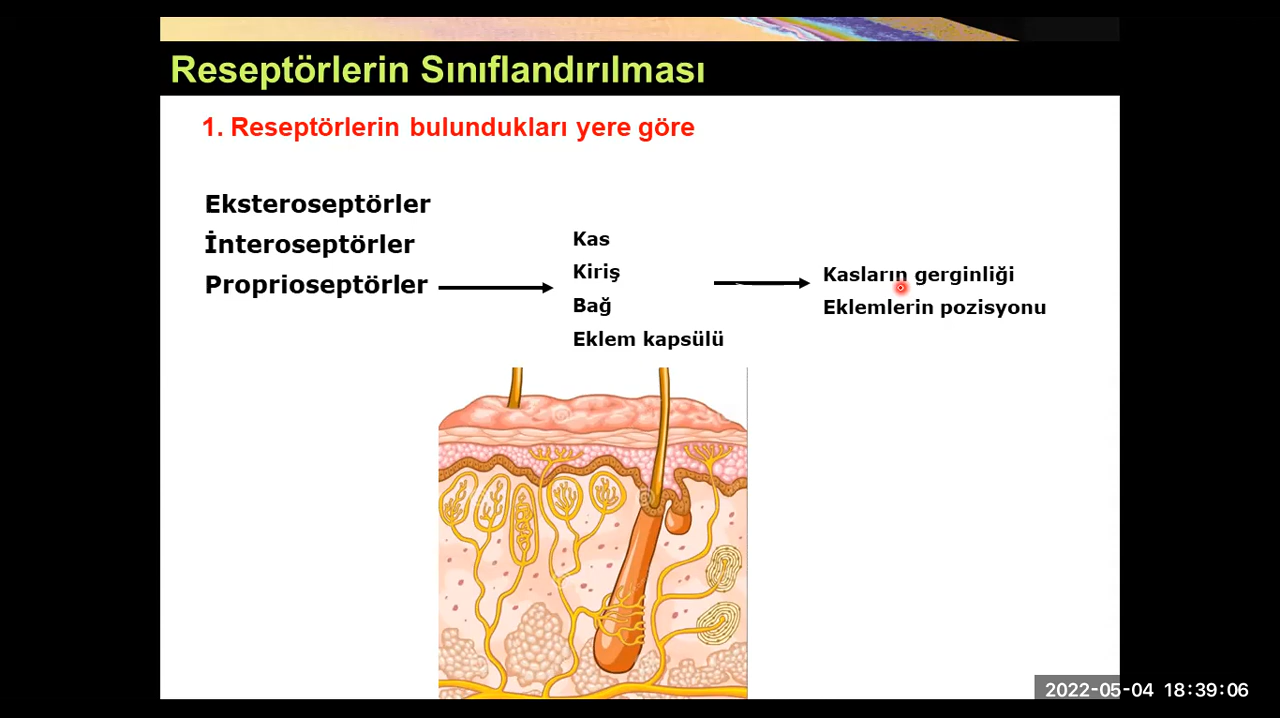 Reseptörlerin Sınıflandırılması
1. Reseptörlerin bulundukları yere göre
Eksteroseptörler
İnteroseptörler
Proprioseptörler
Kas
Kiriş
Bağ
Eklem kapsülü
Kasların gerginliği
Eklemlerin pozisyonu
2022-05-04 18:39:06